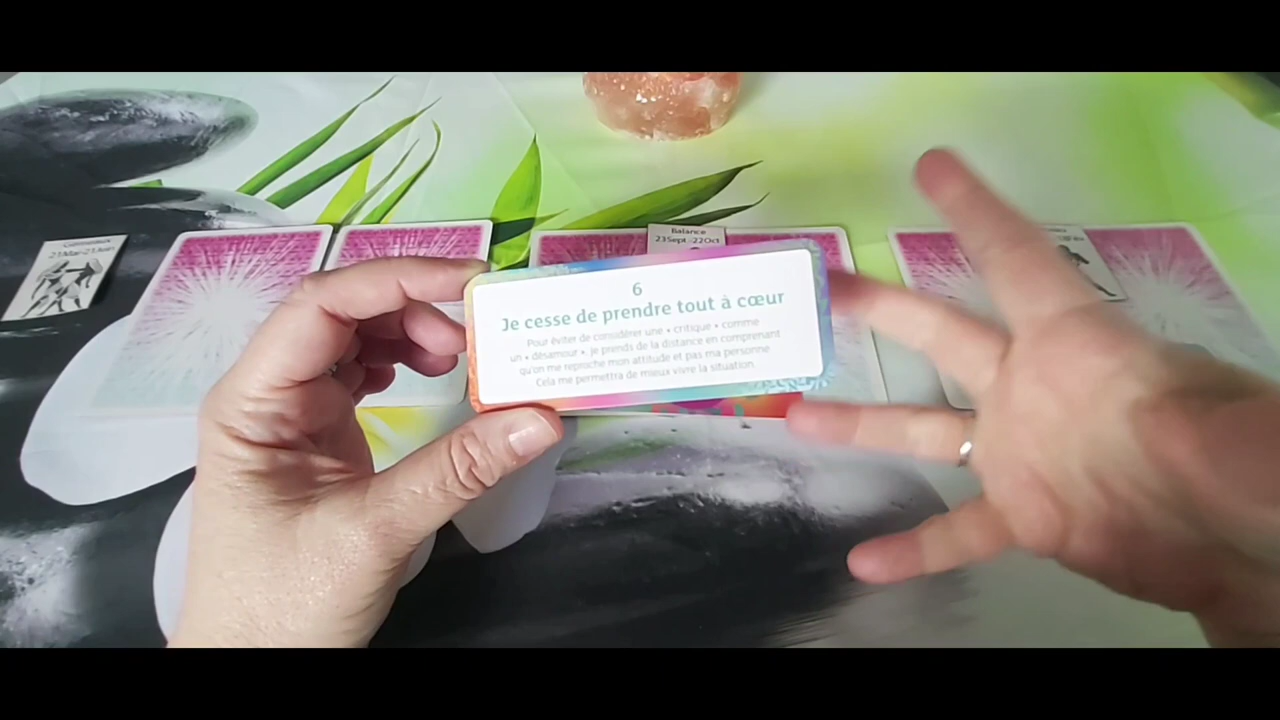 Gémeaux
21Mai-21Juin
Balance
23Sept.-22Oct
6
Je cesse de prendre tout à cœur
Pour éviter de considérer une « critique » comme
un « désamour », je prends de la distance en comprenant
qu'on me reproche mon attitude et pas ma personne
Cela me permettra de mieux vivre la situation.